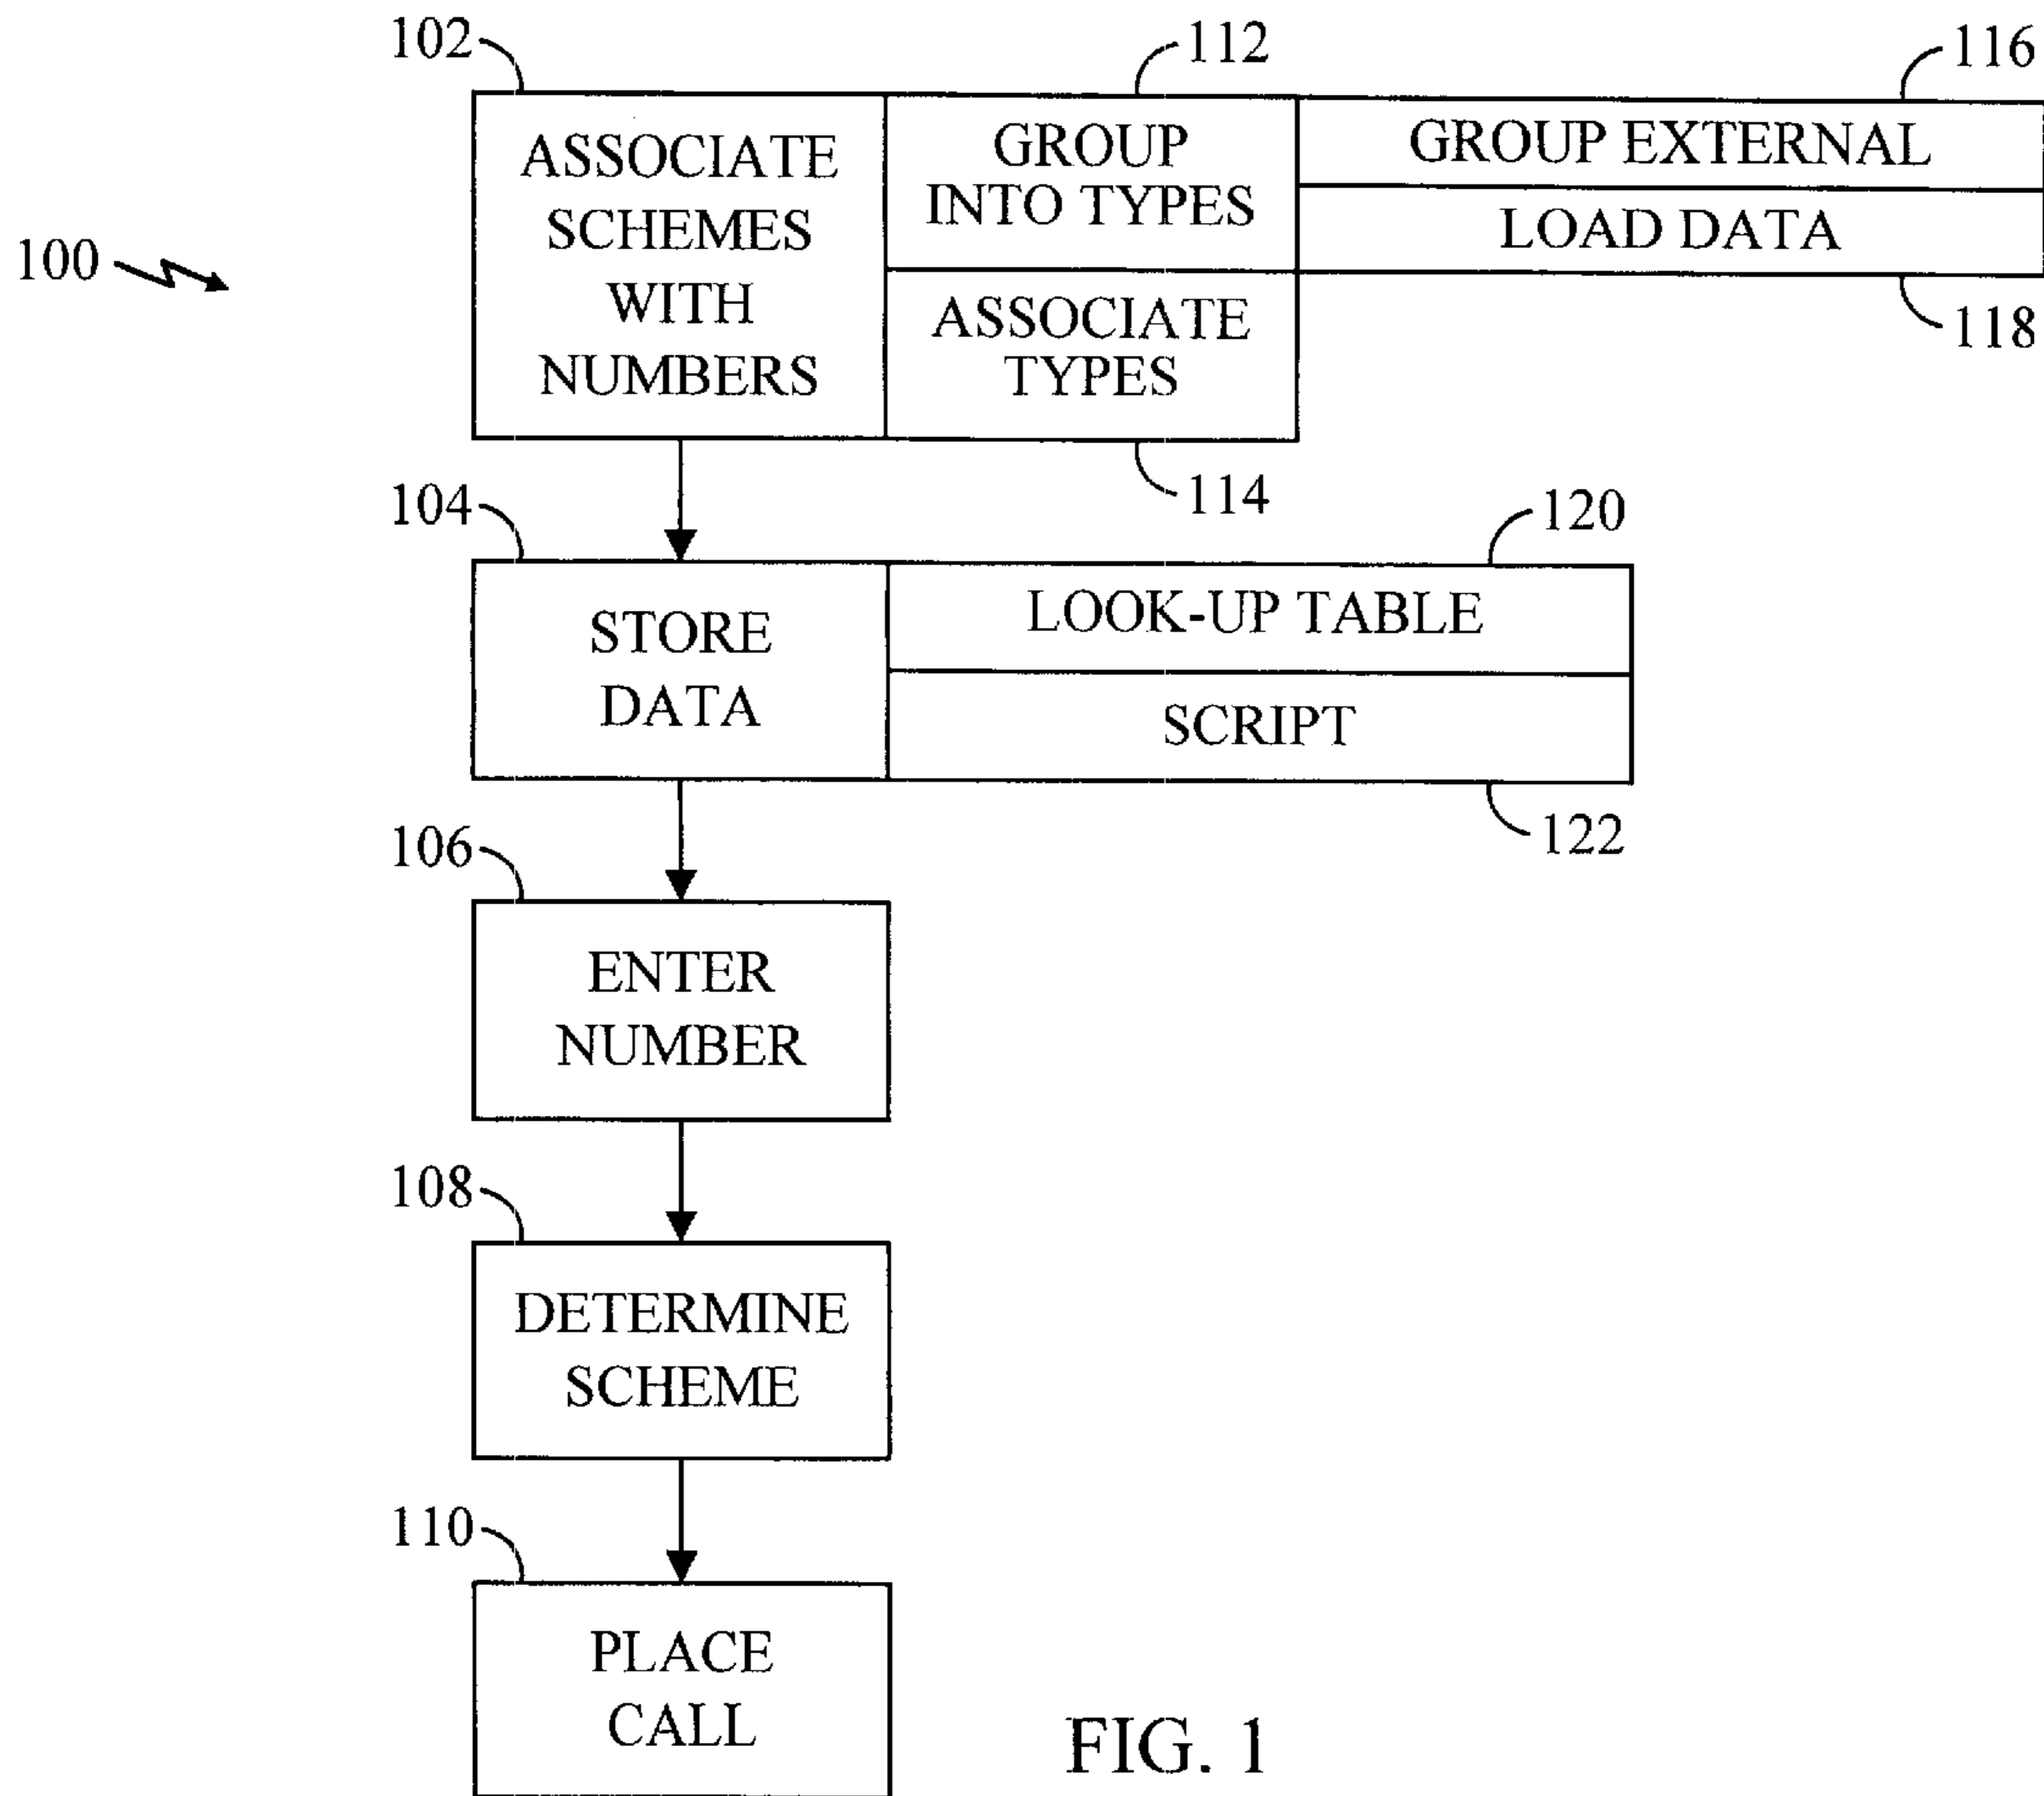 102
112
116
ASSOCIATE
SCHEMES
WITH
NUMBERS
GROUP
INTO TYPES
GROUP EXTERNAL
LOAD DATA
100
ASSOCIATE
TYPES
118
114
104
120
STORE
DATA
LOOK-UP TABLE
SCRIPT
122
106
ENTER
NUMBER
108
DETERMINE
SCHEME
110
PLACE
CALL
FIG. 1